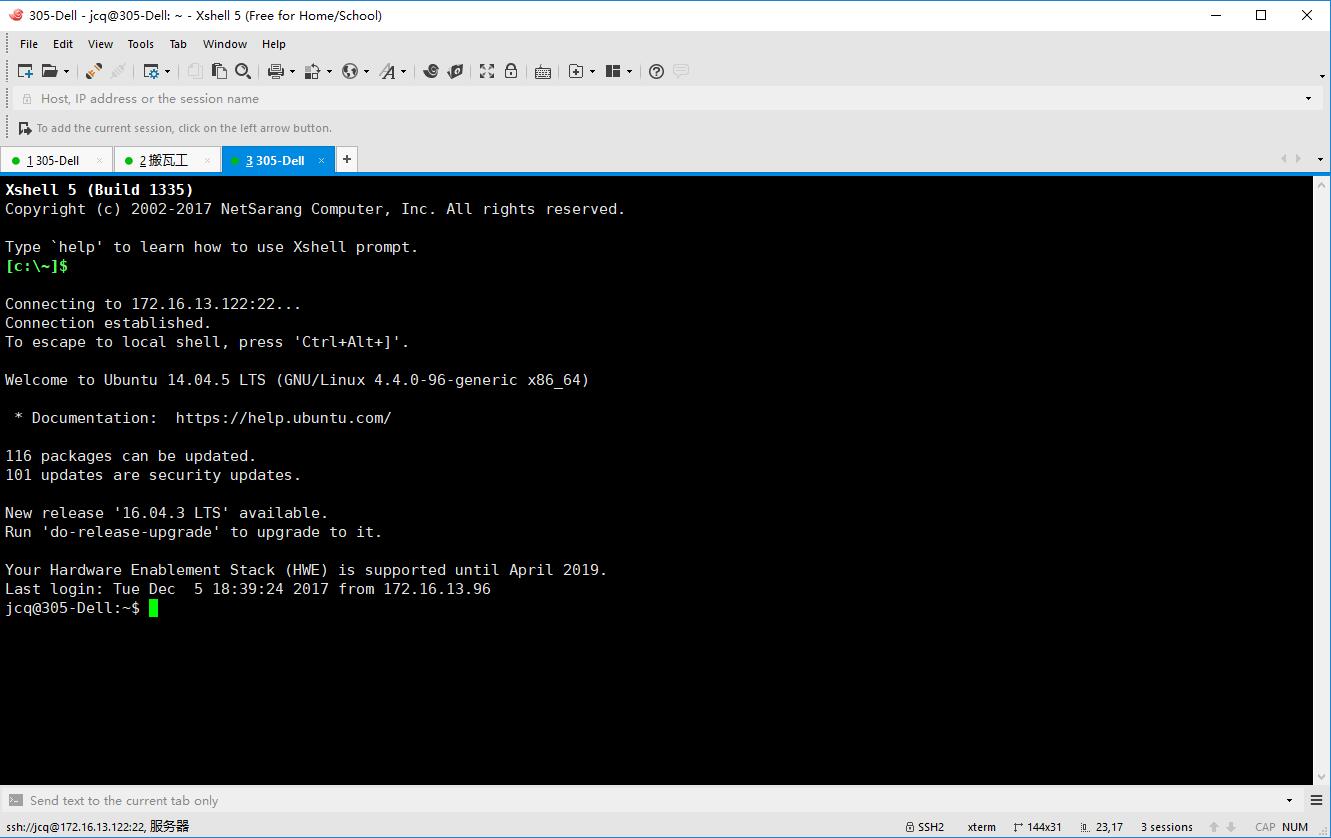 305-Dell - jcq@305-Dell: ~ - Xshell 5 (Free for Home/School)
File Edit View Tools Tab Window Help
Host, IP address or the session name
To add the current session, click on the left arrow button.
1 305-Dell 2 搬瓦工 3 305-Dell
Xshell 5 (Build 1335)
Copyright (c) 2002-2017 NetSarang Computer, Inc. All rights reserved.
Type `help' to learn how to use Xshell prompt.
[c:\~]$
Connecting to 172.16.13.122:22...
Connection established.
To escape to local shell, press 'Ctrl+Alt+]'.
Welcome to Ubuntu 14.04.5 LTS (GNU/Linux 4.4.0-96-generic x86_64)
* Documentation:  https://help.ubuntu.com/
116 packages can be updated.
101 updates are security updates.
New release '16.04.3 LTS' available.
Run 'do-release-upgrade' to upgrade to it.
Your Hardware Enablement Stack (HWE) is supported until April 2019.
Last login: Tue Dec  5 18:39:24 2017 from 172.16.13.96
jcq@305-Dell:~$
Send text to the current tab only
ssh://jcq@172.16.13.122:22, 服务器 SSH2 xterm 144x31 23,17 3 sessions CAP NUM